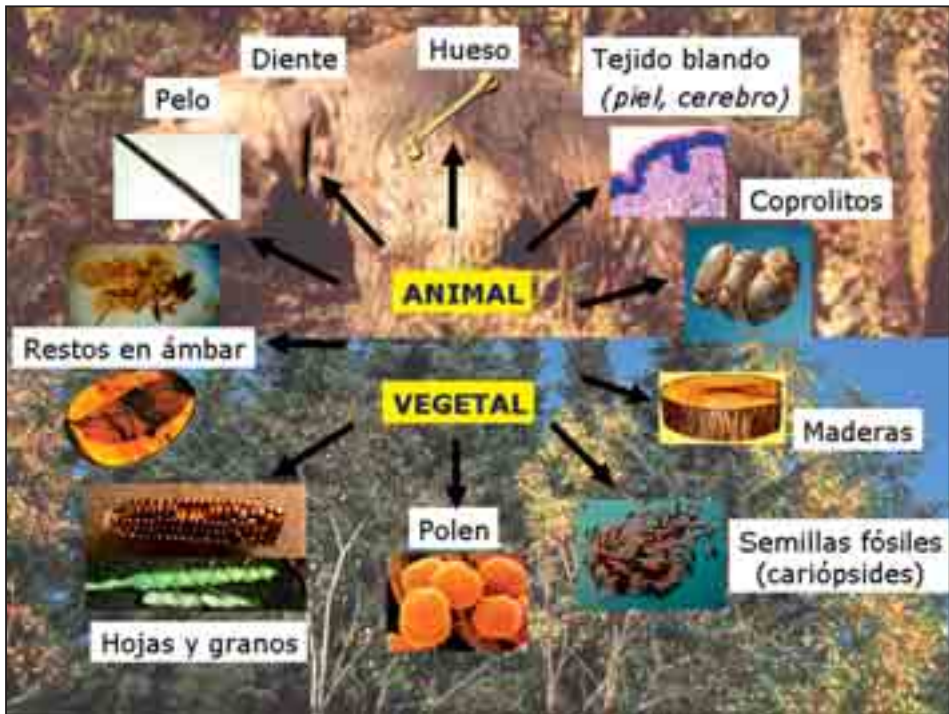 Diente
Hueso
Tejido blando
(piel, cerebro)
Pelo
Coprolitos
ANIMAL
Restos en ámbar
VEGETAL
Maderas
Polen
Semillas fósiles
(cariópsides)
Hojas y granos